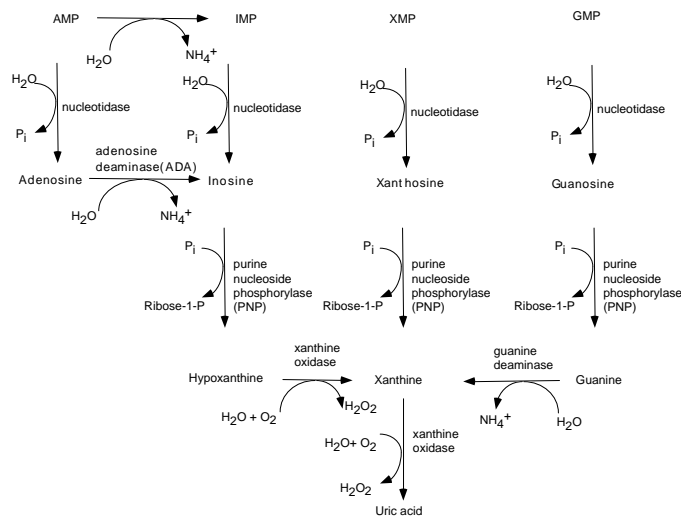 AMP IMP XMP GMP
H2O NH4+
H2O H2O H2O H2O
nucleotidase nucleotidase nucleotidase nucleotidase
Pi Pi Pi Pi
adenosine
deaminase(ADA)
Adenosine Inosine Xant hosine Guanosine
H2O NH4+
Pi Pi Pi
purine purine purine
nucleoside nucleoside nucleoside
phosphorylase phosphorylase phosphorylase
Ribose-1-P (PNP) Ribose-1-P (PNP) Ribose-1-P (PNP)
xanthine guanine
oxidase deaminase
Hypoxanthine Xanthine Guanine
H2O + O2 H2O2 NH4+ H2O
xanthine
H2O+ O2 oxidase
H2O2
Uric acid